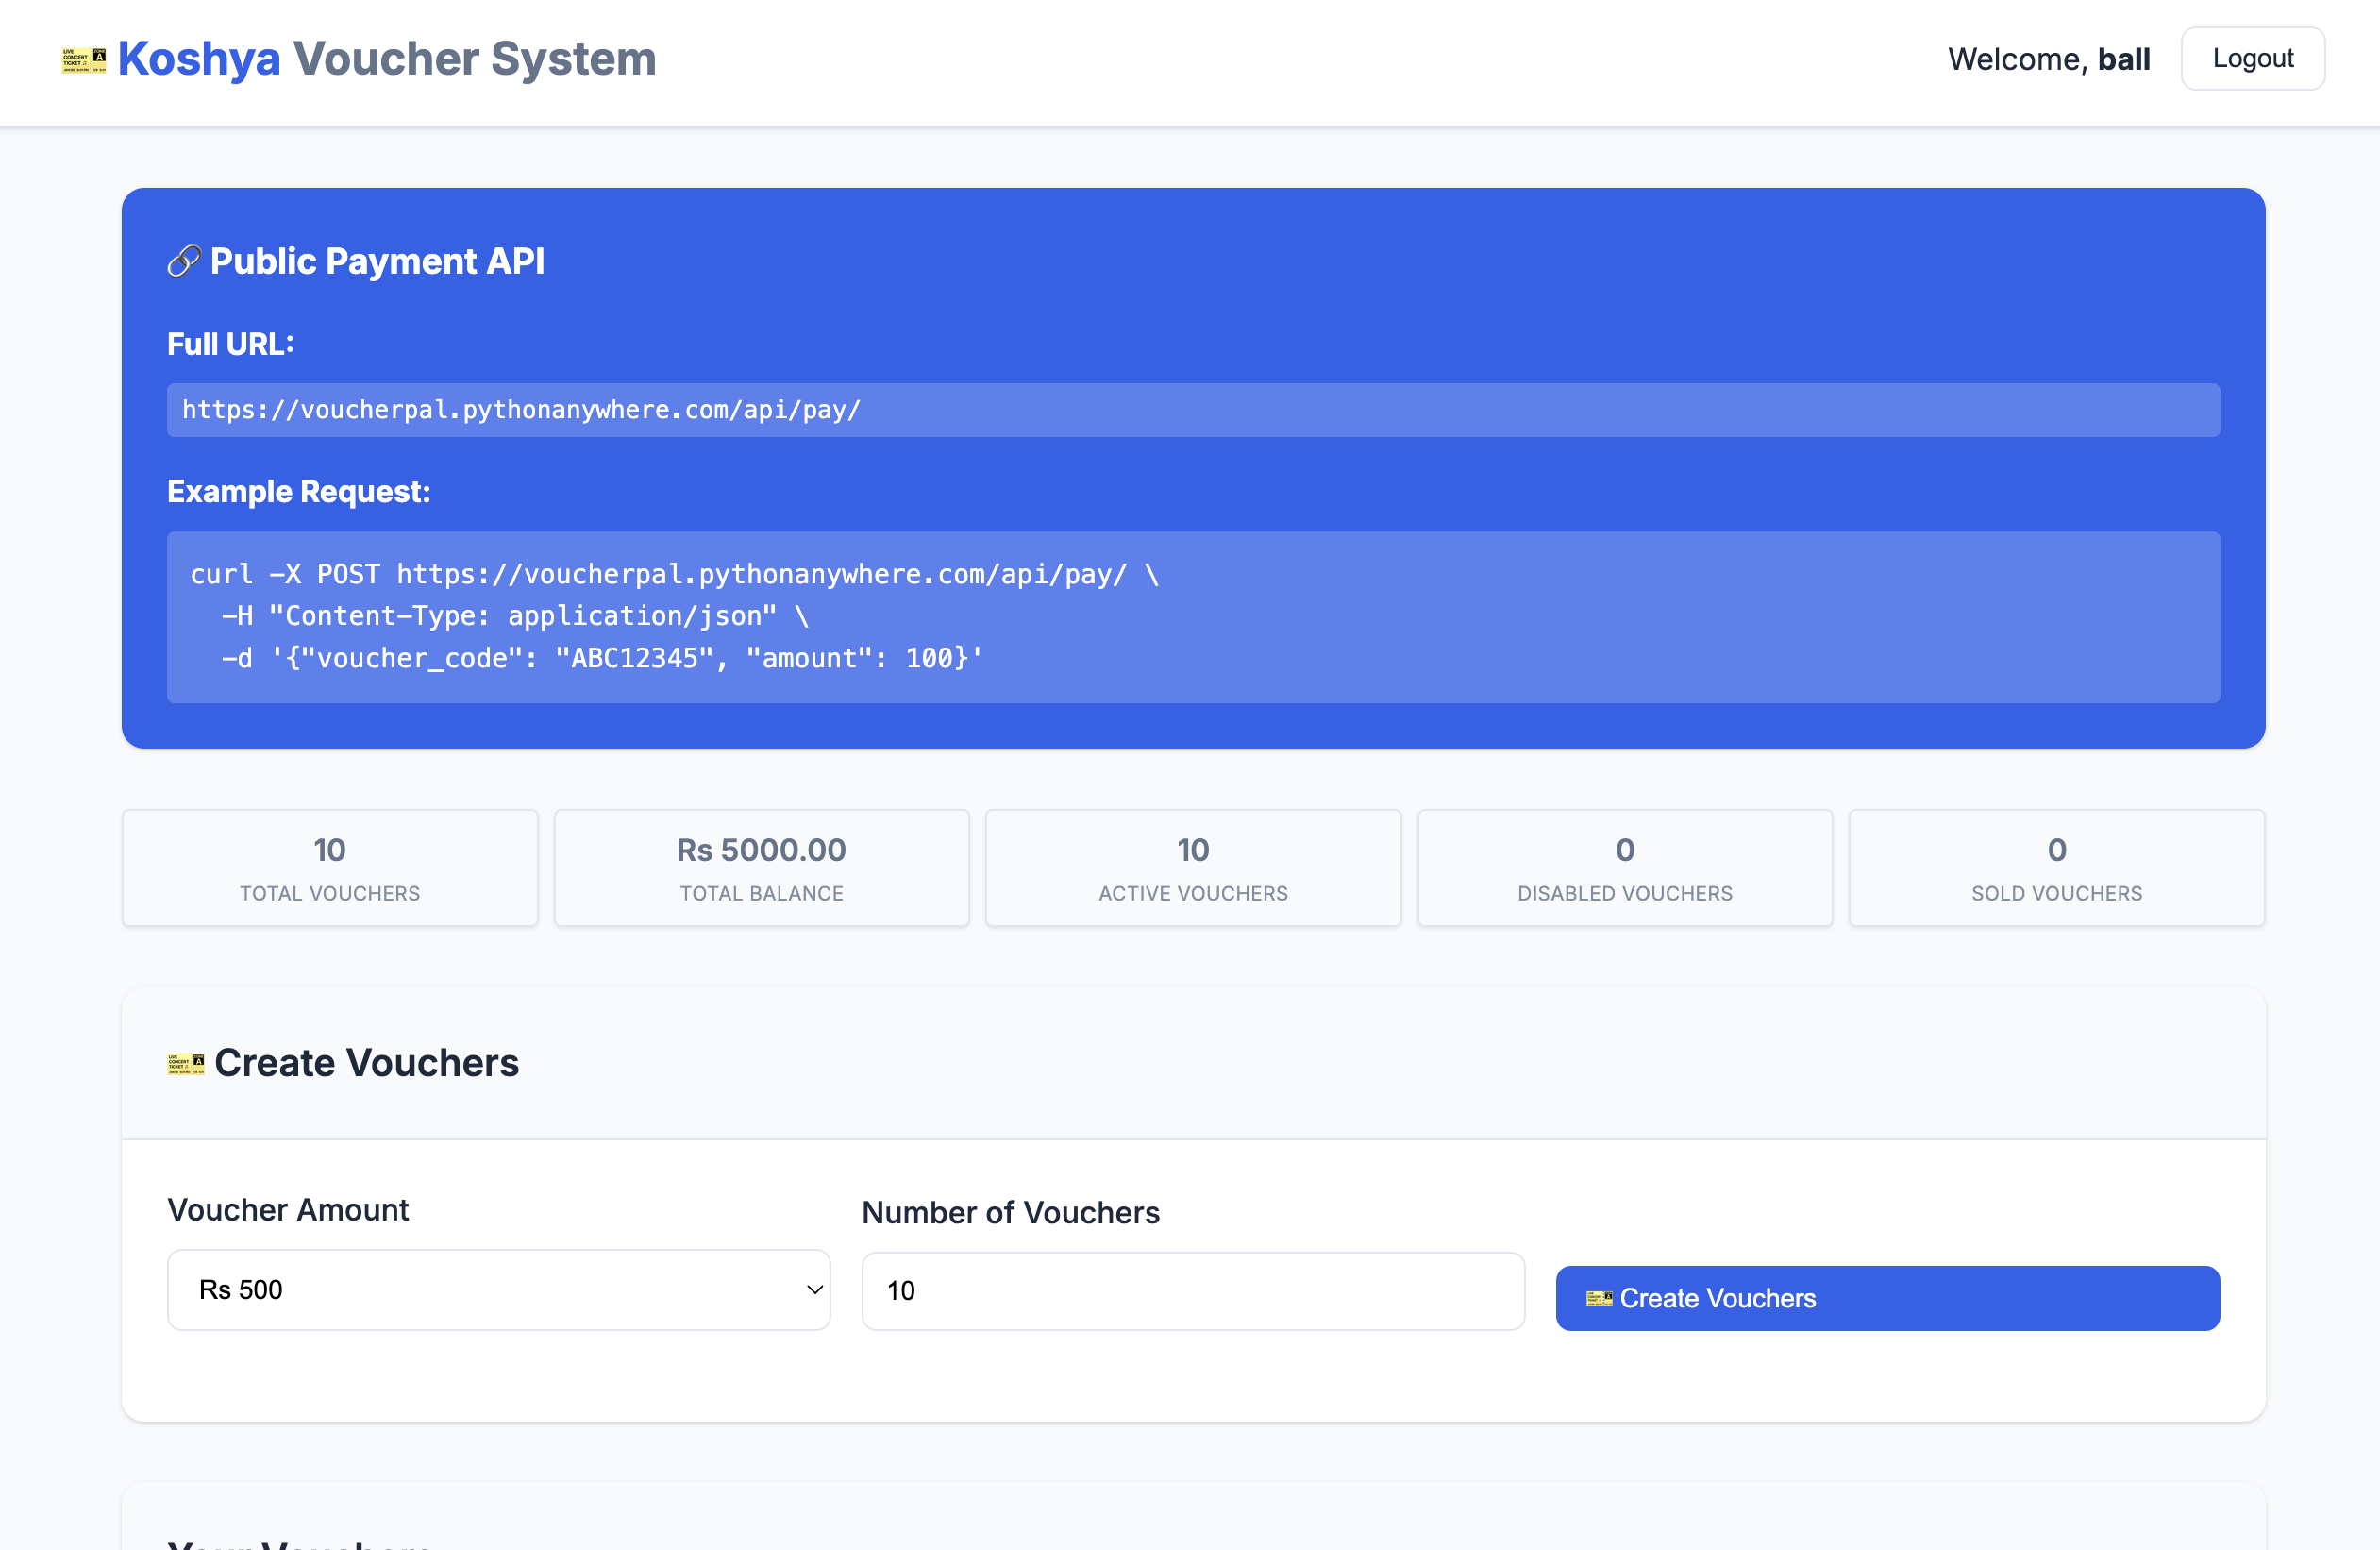 Koshya Voucher System
Welcome, ball
Logout
🔗 Public Payment API
Full URL:
https://voucherpal.pythonanywhere.com/api/pay/
Example Request:
curl -X POST https://voucherpal.pythonanywhere.com/api/pay/ \
-H "Content-Type: application/json" \
-d '{"voucher_code": "ABC12345", "amount": 100}'
10
TOTAL VOUCHERS
Rs 5000.00
TOTAL BALANCE
10
ACTIVE VOUCHERS
0
DISABLED VOUCHERS
0
SOLD VOUCHERS
Create Vouchers
Voucher Amount
Number of Vouchers
Rs 500
10
Create Vouchers